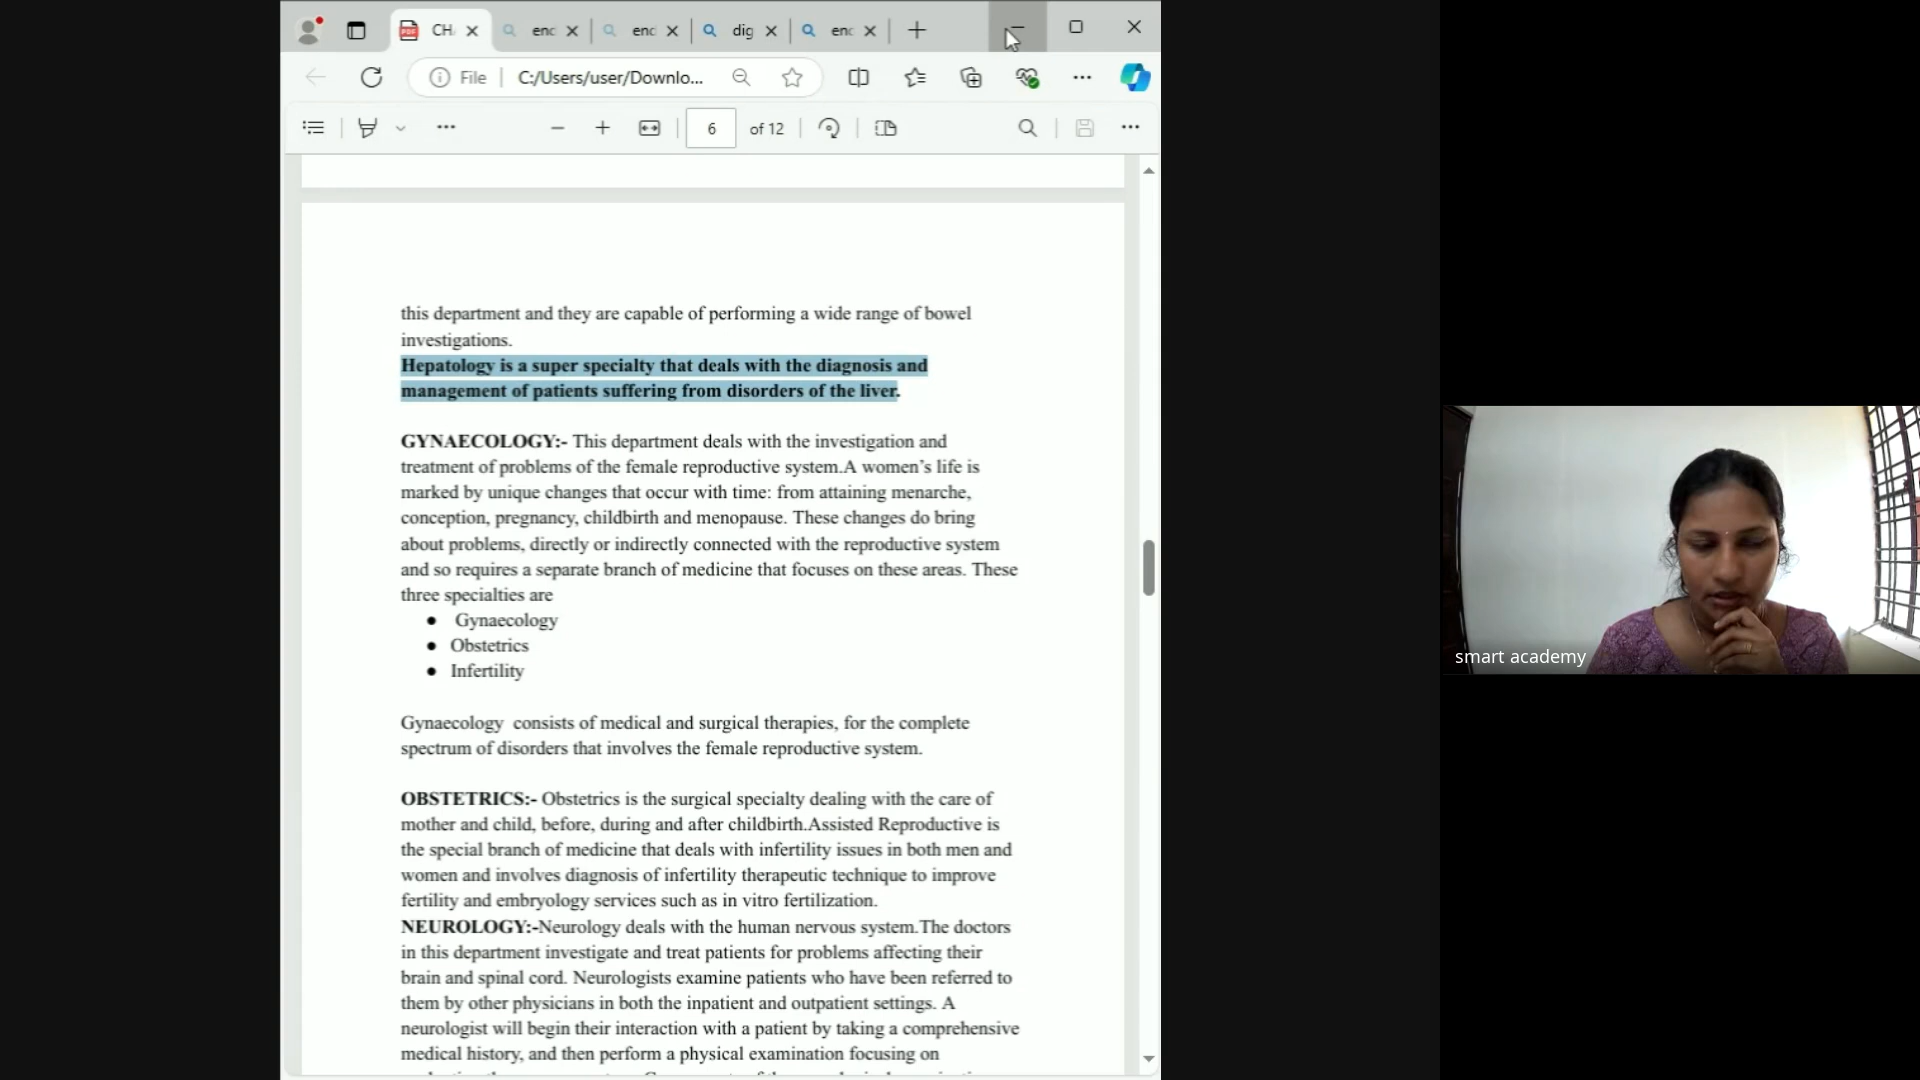 CH
enc
enc
dig
enc
File
C:/Users/user/Downlo...
6
of 12
this department and they are capable of performing a wide range of bowel
investigations.
Hepatology is a super specialty that deals with the diagnosis and
management of patients suffering from disorders of the liver.
GYNAECOLOGY:- This department deals with the investigation and
treatment of problems of the female reproductive system.A women’s life is
marked by unique changes that occur with time: from attaining menarche,
conception, pregnancy, childbirth and menopause. These changes do bring
about problems, directly or indirectly connected with the reproductive system
and so requires a separate branch of medicine that focuses on these areas. These
three specialties are
● Gynaecology
● Obstetrics
● Infertility
Gynaecology consists of medical and surgical therapies, for the complete
spectrum of disorders that involves the female reproductive system.
OBSTETRICS:- Obstetrics is the surgical specialty dealing with the care of
mother and child, before, during and after childbirth.Assisted Reproductive is
the special branch of medicine that deals with infertility issues in both men and
women and involves diagnosis of infertility therapeutic technique to improve
fertility and embryology services such as in vitro fertilization.
NEUROLOGY:-Neurology deals with the human nervous system.The doctors
in this department investigate and treat patients for problems affecting their
brain and spinal cord. Neurologists examine patients who have been referred to
them by other physicians in both the inpatient and outpatient settings. A
neurologist will begin their interaction with a patient by taking a comprehensive
medical history, and then perform a physical examination focusing on
smart academy